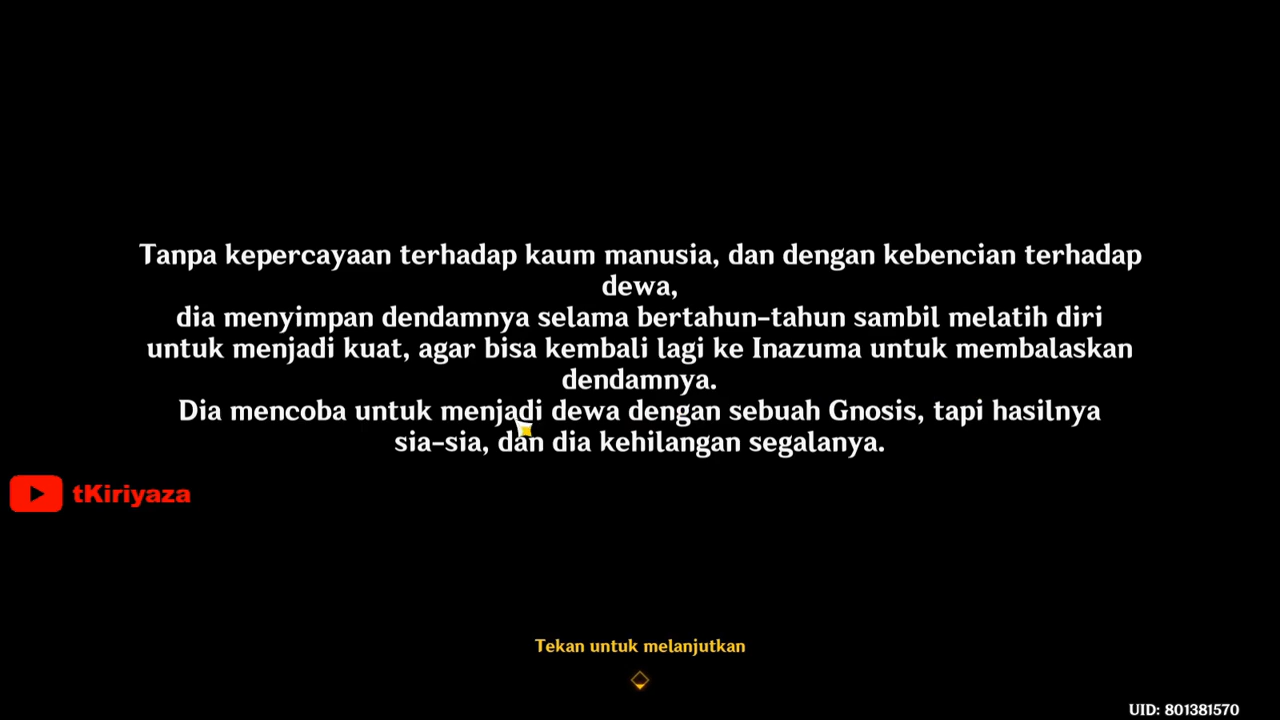 Tanpa kepercayaan terhadap kaum manusia, dan dengan kebencian terhadap
dewa,
dia menyimpan dendamnya selama bertahun-tahun sambil melatih diri
untuk menjadi kuat, agar bisa kembali lagi ke Inazuma untuk membalaskan
dendamnya.
Dia mencoba untuk menjadi dewa dengan sebuah Gnosis, tapi hasilnya
sia-sia, dan dia kehilangan segalanya.
tKiriyaza
Tekan untuk melanjutkan
UID: 801381570